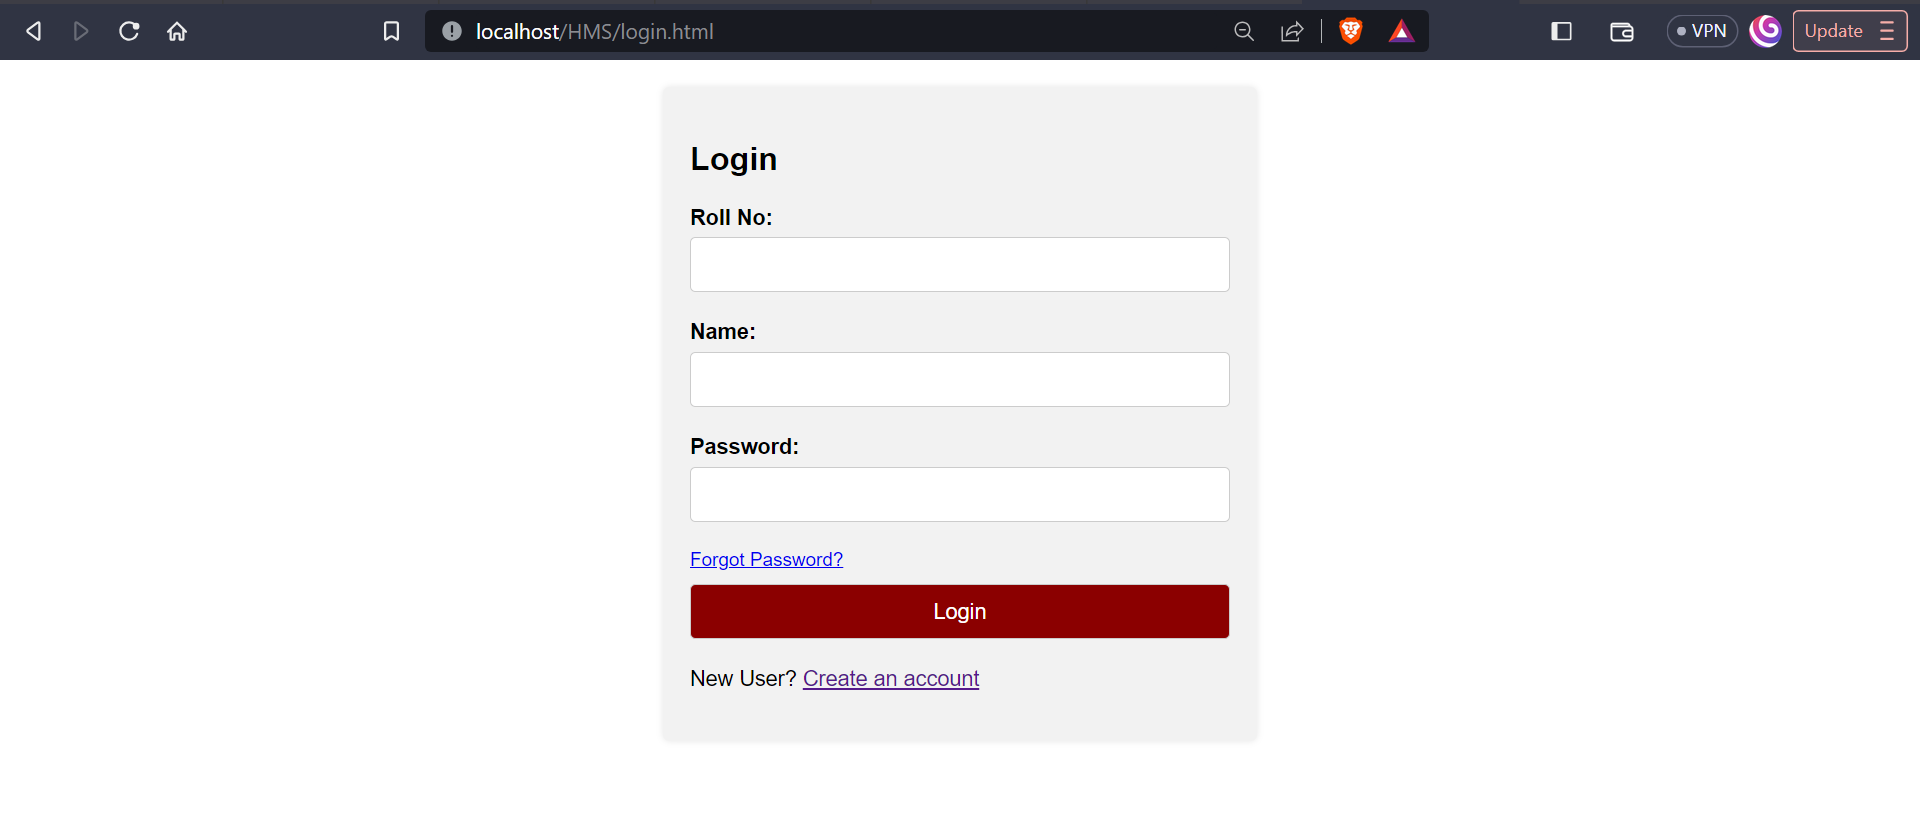 localhost/HMS/login.html
VPN
Update
Login
Roll No:
Name:
Password:
Forgot Password?
Login
New User? Create an account